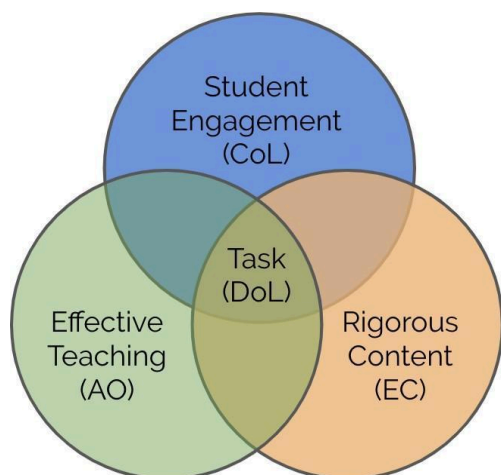 Student
Engagement
(CoL)
Task
(DoL)
Effective
Teaching
(AO)
Rigorous
Content
(EC)